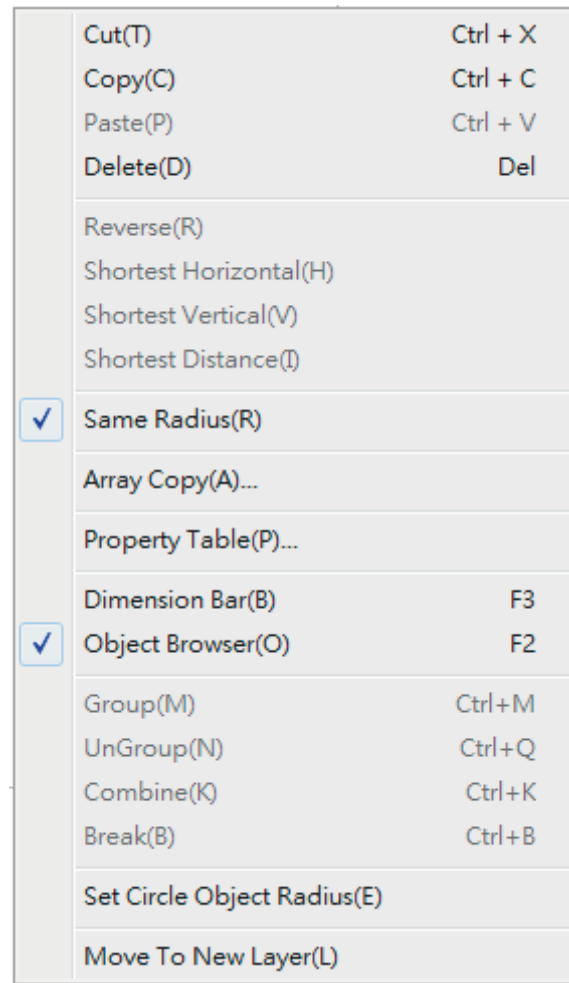 Cut(T) Ctrl + X
Copy(C) Ctrl + C
Paste(P) Ctrl + V
Delete(D) Del
Reverse(R)
Shortest Horizontal(H)
Shortest Vertical(V)
Shortest Distance(I)
Same Radius(R)
Array Copy(A)...
Property Table(P)...
Dimension Bar(B) F3
Object Browser(O) F2
Group(M) Ctrl+M
UnGroup(N) Ctrl+Q
Combine(K) Ctrl+K
Break(B) Ctrl+B
Set Circle Object Radius(E)
Move To New Layer(L)